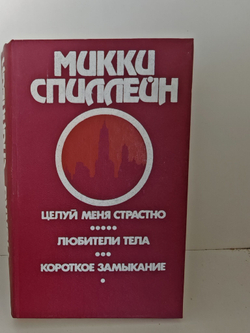 МИККИ
СПИЛЛЕЙН
ЦЕЛУЙ МЕНЯ СТРАСТНО
ЛЮБИТЕЛИ ТЕЛА
КОРОТКОЕ ЗАМЫКАНИЕ